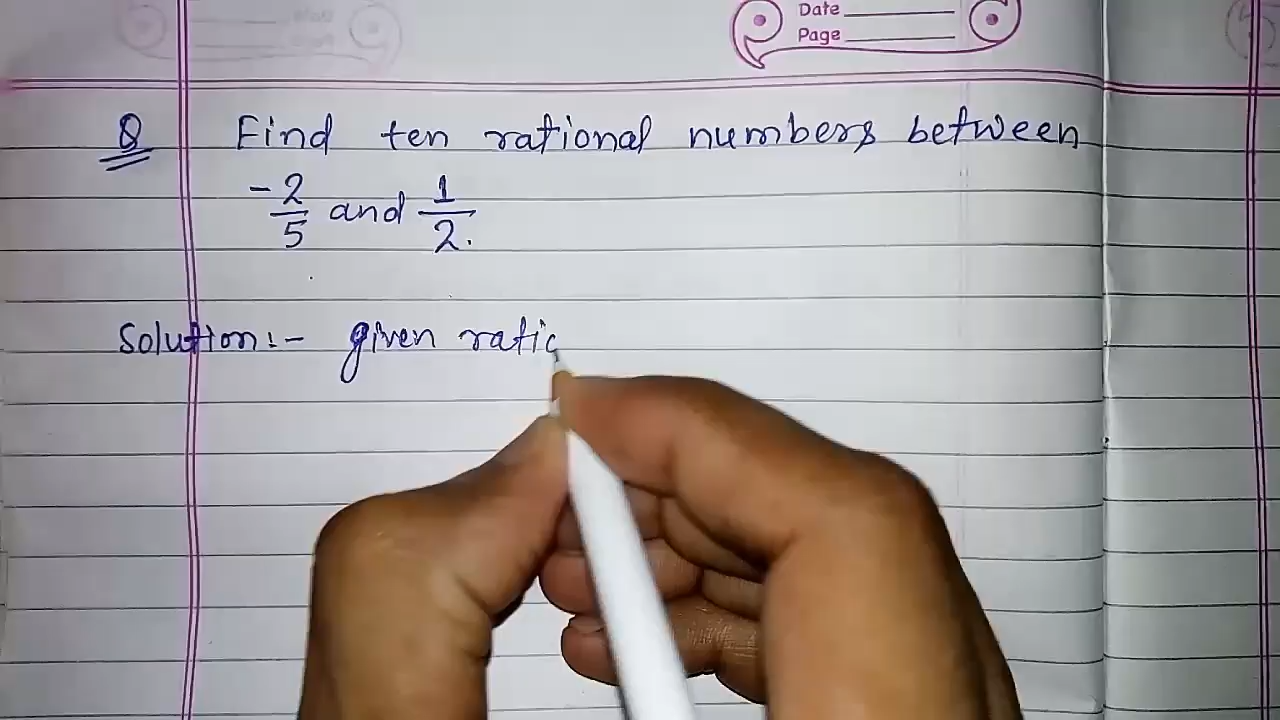 Date
Page
Q Find ten rational numbers between
-2/5 and 1/2.
Solution:- given ratio